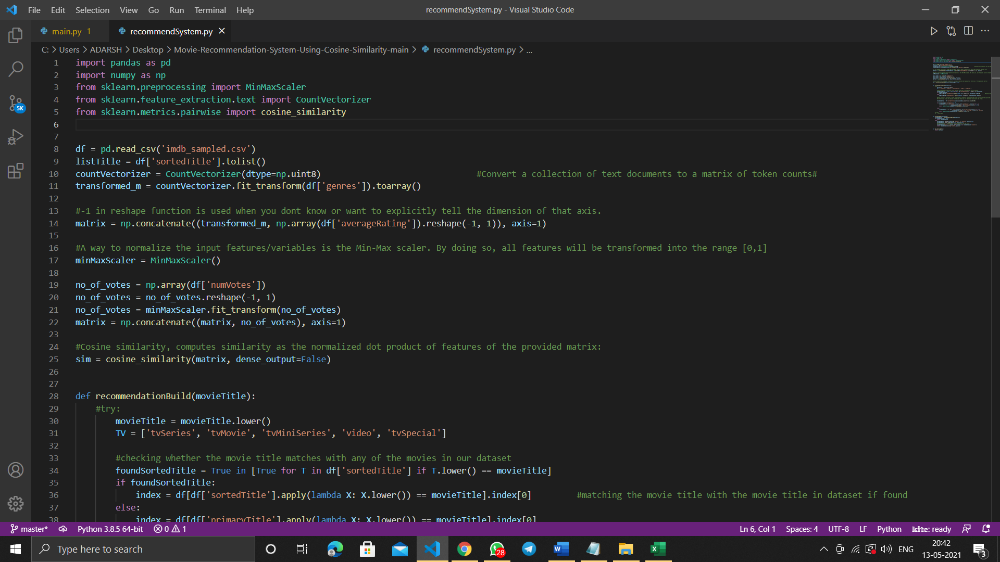 File Edit Selection View Go Run Terminal Help
recommendSystem.py - Visual Studio Code
main.py 1
recommendSystem.py
C: > Users > ADARSH > Desktop > Movie-Recommendation-System-Using-Cosine-Similarity-main > recommendSystem.py > ...
1 import pandas as pd
2 import numpy as np
3 from sklearn.preprocessing import MinMaxScaler
4 from sklearn.feature_extraction.text import CountVectorizer
5 from sklearn.metrics.pairwise import cosine_similarity
6
7
8 df = pd.read_csv('imdb_sampled.csv')
9 listTitle = df['sortedTitle'].tolist()
10 countVectorizer = CountVectorizer(dtype=np.uint8) #Convert a collection of text documents to a matrix of token counts#
11 transformed_m = countVectorizer.fit_transform(df['genres']).toarray()
12
13 #-1 in reshape function is used when you dont know or want to explicitly tell the dimension of that axis.
14 matrix = np.concatenate((transformed_m, np.array(df['averageRating']).reshape(-1, 1)), axis=1)
15
16 #A way to normalize the input features/variables is the Min-Max scaler. By doing so, all features will be transformed into the range [0,1]
17 minMaxScaler = MinMaxScaler()
18
19 no_of_votes = np.array(df['numVotes'])
20 no_of_votes = no_of_votes.reshape(-1, 1)
21 no_of_votes = minMaxScaler.fit_transform(no_of_votes)
22 matrix = np.concatenate((matrix, no_of_votes), axis=1)
23
24 #Cosine similarity, computes similarity as the normalized dot product of features of the provided matrix:
25 sim = cosine_similarity(matrix, dense_output=False)
26
27
28 def recommendationBuild(movieTitle):
29 #try:
30 movieTitle = movieTitle.lower()
31 TV = ['tvSeries', 'tvMovie', 'tvMiniSeries', 'video', 'tvSpecial']
32
33 #checking whether the movie title matches with any of the movies in our dataset
34 foundSortedTitle = True in [True for T in df['sortedTitle'] if T.lower() == movieTitle]
35 if foundSortedTitle:
36 index = df[df['sortedTitle'].apply(lambda X: X.lower()) == movieTitle].index[0] #matching the movie title with the movie title in dataset if found
37 else:
38 index = df[df['primaryTitle'].apply(lambda X: X.lower()) == movieTitle].index[0]
5K
master* Python 3.8.5 64-bit 0 1
Ln 6, Col 1 Spaces: 4 UTF-8 LF Python kite: ready
Type here to search
28
ENG
20:42
13-05-2021
3